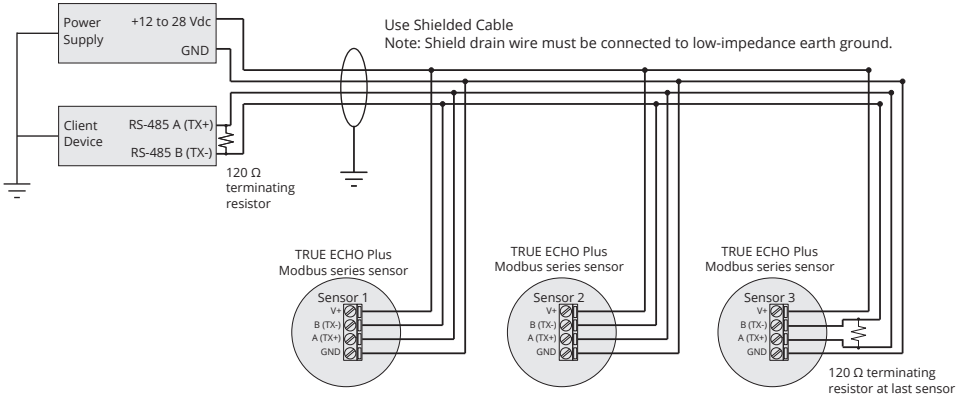 Power
Supply
+12 to 28 Vdc
GND
Use Shielded Cable
Note: Shield drain wire must be connected to low-impedance earth ground.
Client
Device
RS-485 A (TX+)
RS-485 B (TX-)
120 Ω
terminating
resistor
TRUE ECHO Plus
Modbus series sensor
Sensor 1
V+
B (TX-)
A (TX+)
GND
TRUE ECHO Plus
Modbus series sensor
Sensor 2
V+
B (TX-)
A (TX+)
GND
TRUE ECHO Plus
Modbus series sensor
Sensor 3
V+
B (TX-)
A (TX+)
GND
120 Ω terminating
resistor at last sensor